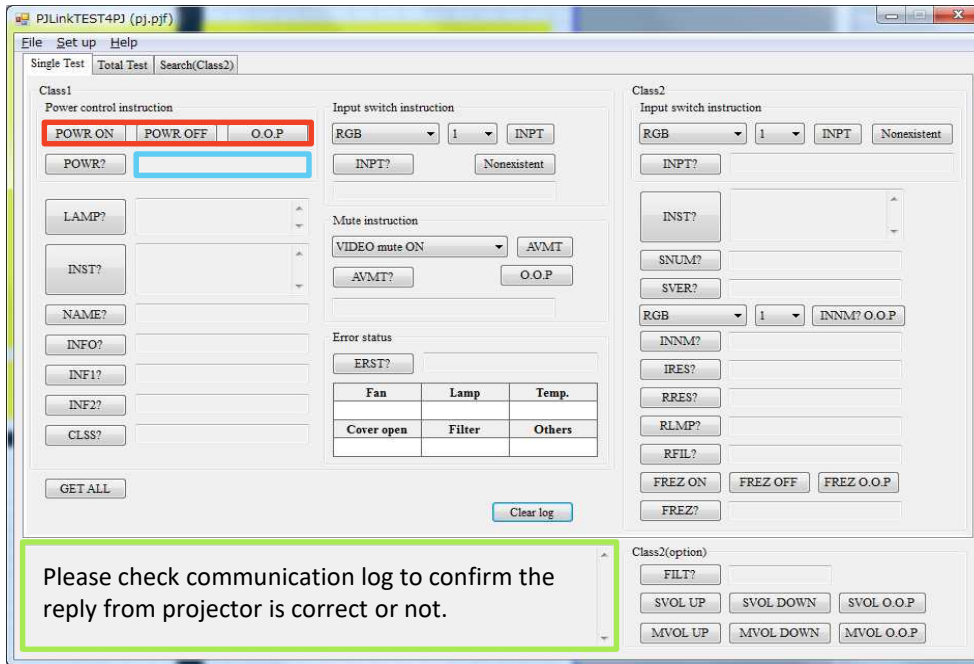 PJLinkTEST4PJ (pj.pjf)
File Set up Help
Single Test Total Test Search(Class2)
Class1
Power control instruction
POWR ON POWR OFF O.O.P
POWR?
LAMP?
INST?
NAME?
INFO?
INF1?
INF2?
CLSS?
GET ALL
Input switch instruction
RGB 1 INPT
INPT? Nonexistent
Mute instruction
VIDEO mute ON AVMT
AVMT? O.O.P
Error status
ERST?
Fan Lamp Temp.
Cover open Filter Others
Clear log
Class2
Input switch instruction
RGB 1 INPT Nonexistent
INPT?
INST?
SNUM?
SVER?
RGB 1 INNM? O.O.P
INNM?
IRES?
RRES?
RLMP?
RFIL?
FREZ ON FREZ OFF FREZ O.O.P
FREZ?
Please check communication log to confirm the
reply from projector is correct or not.
Class2(option)
FILT?
SVOL UP SVOL DOWN SVOL O.O.P
MVOL UP MVOL DOWN MVOL O.O.P